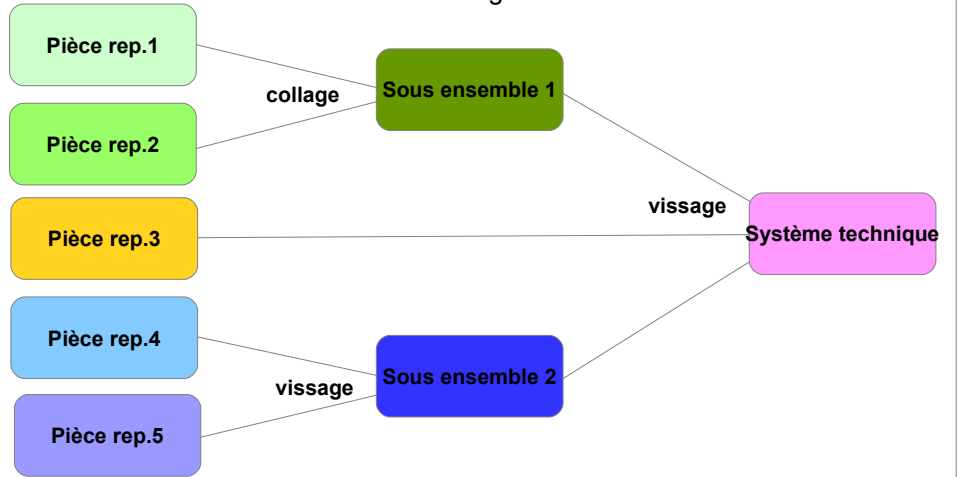 Pièce rep.1
collage
Sous ensemble 1
Pièce rep.2
vissage
Pièce rep.3
Système technique
Pièce rep.4
vissage
Sous ensemble 2
Pièce rep.5